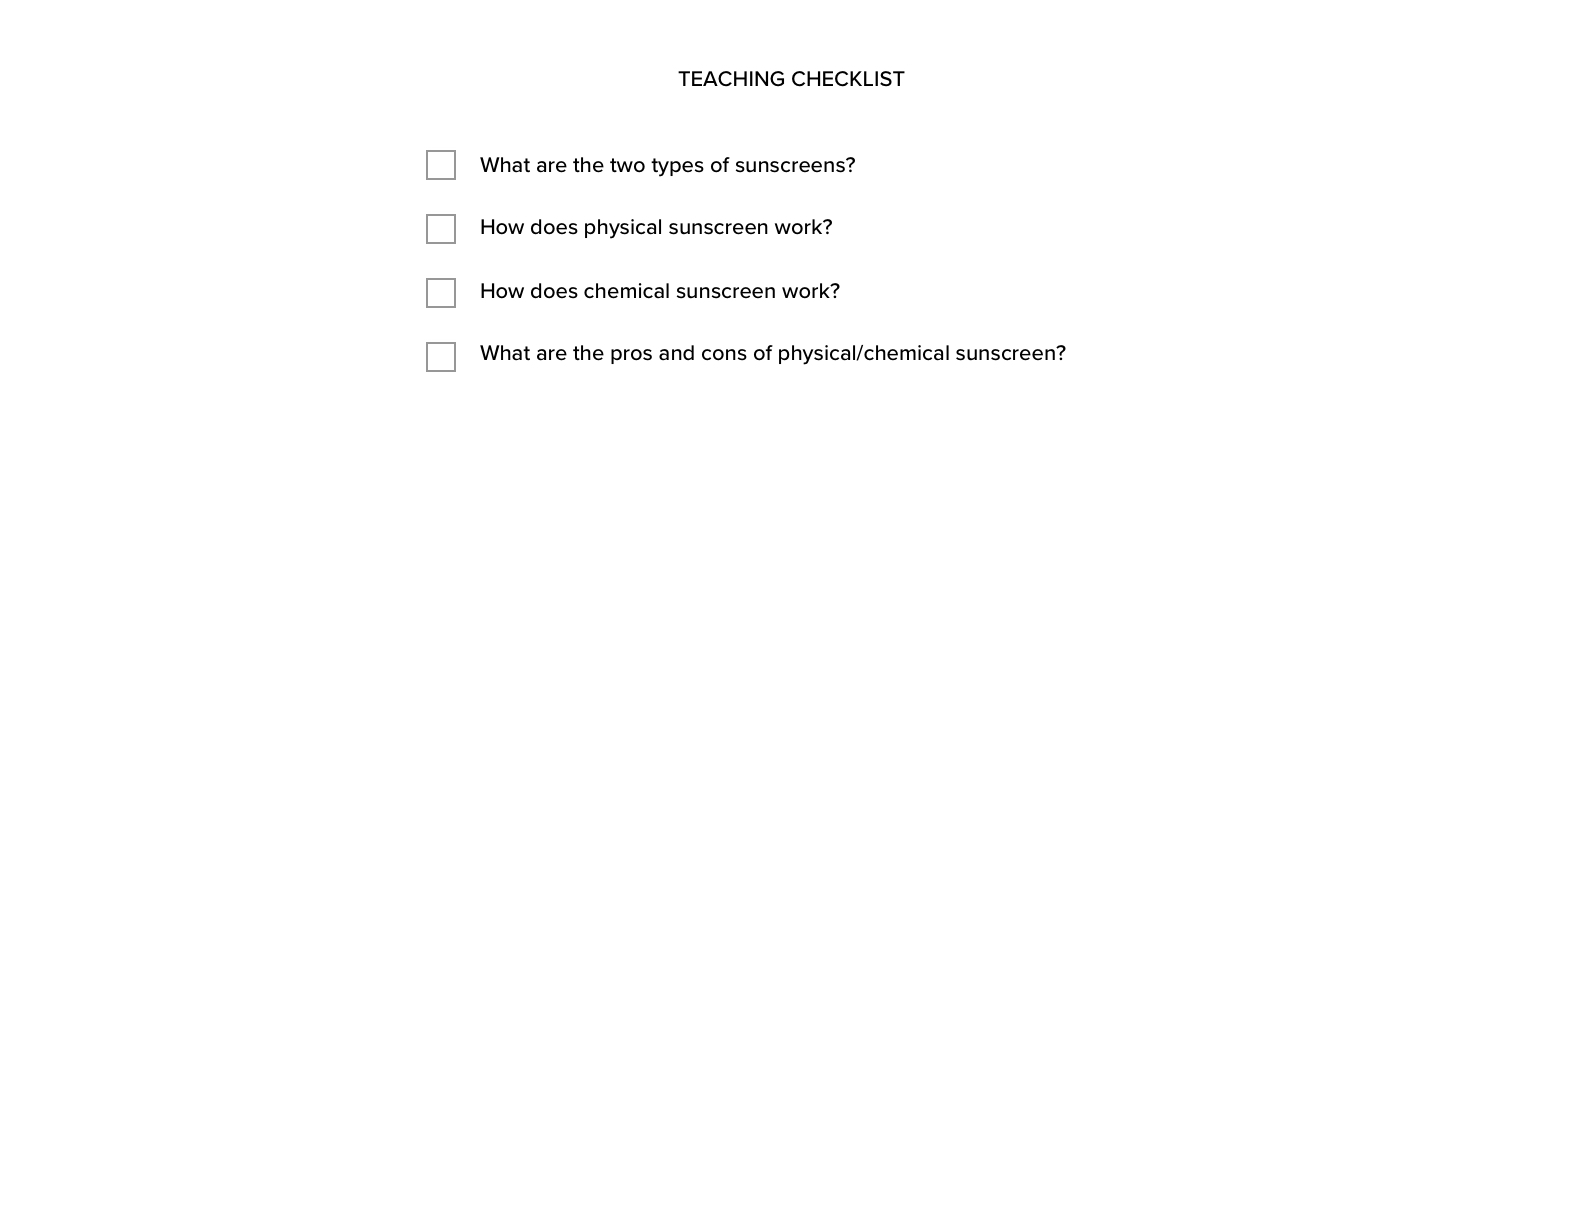 TEACHING CHECKLIST
What are the two types of sunscreens?
How does physical sunscreen work?
How does chemical sunscreen work?
What are the pros and cons of physical/chemical sunscreen?